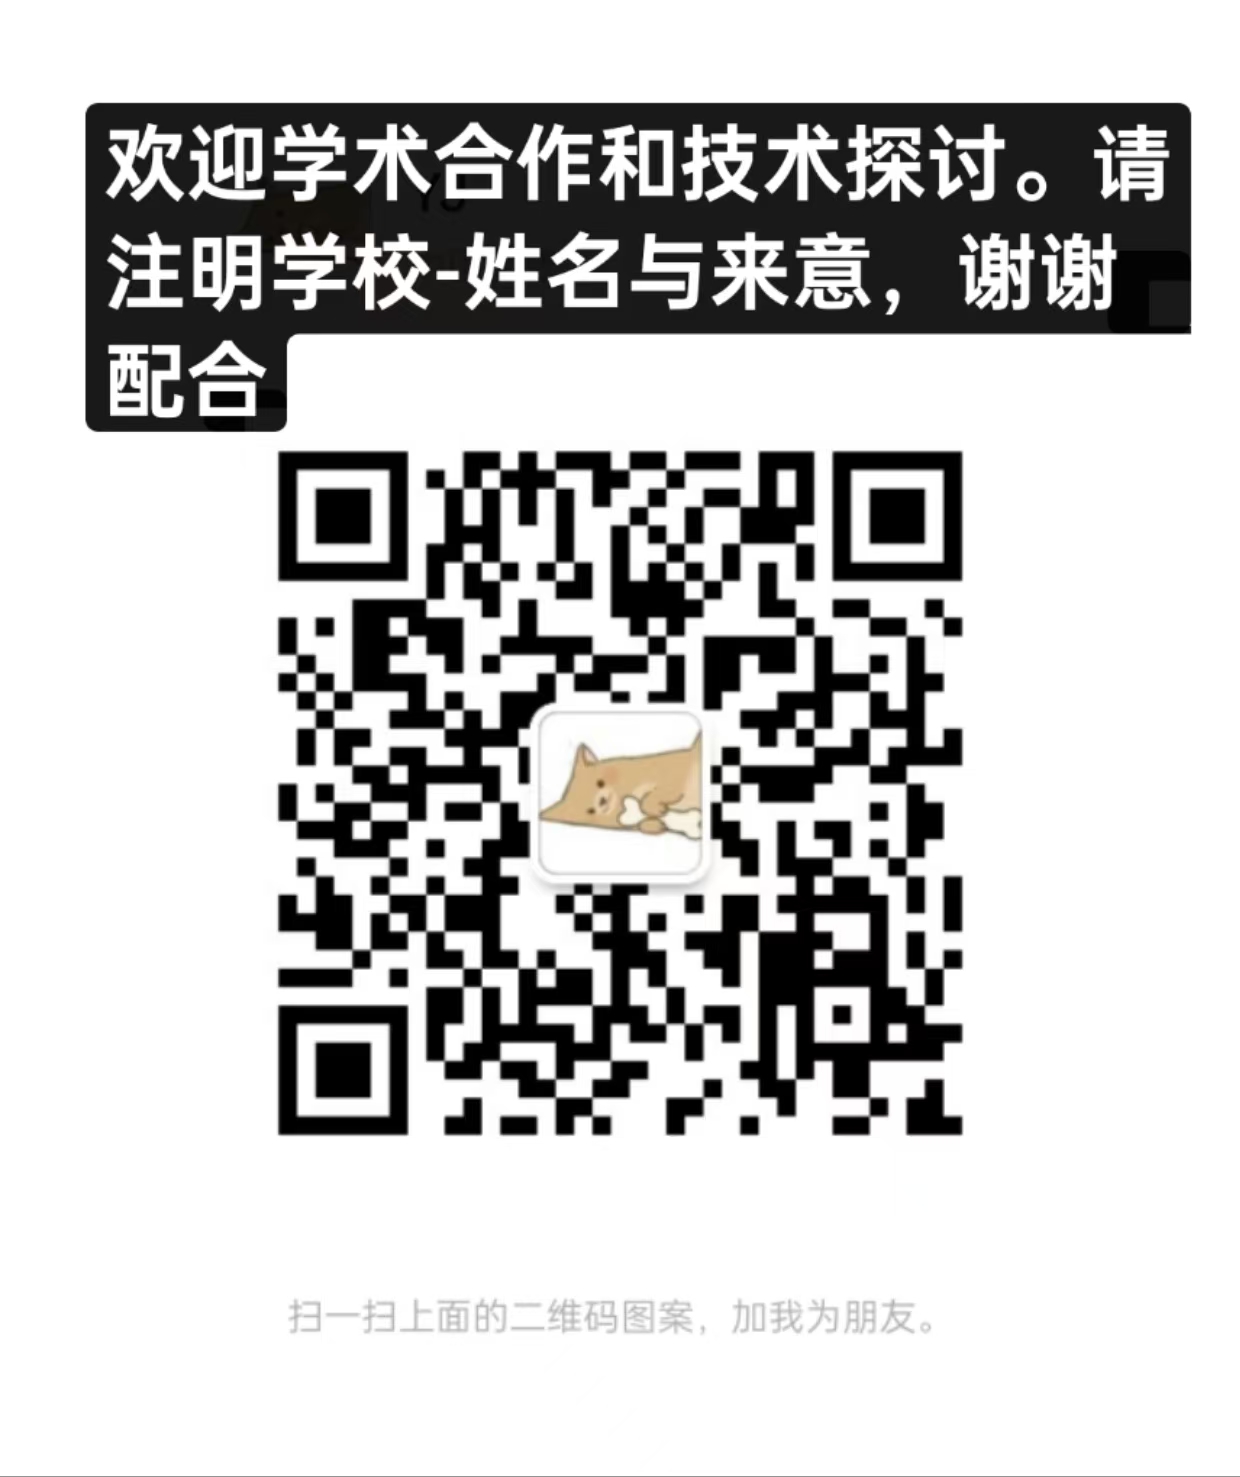 欢迎学术合作和技术探讨。请
注明学校-姓名与来意，谢谢
配合
扫一扫上面的二维码图案，加我为朋友。